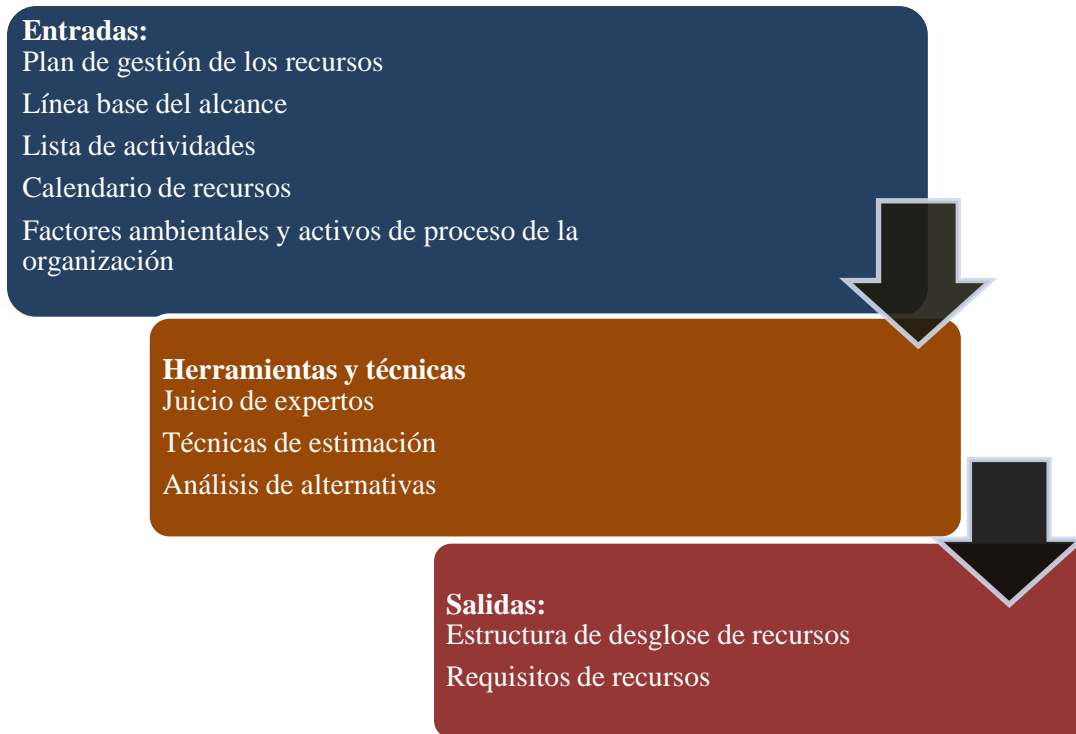 Entradas:
Plan de gestión de los recursos
Línea base del alcance
Lista de actividades
Calendario de recursos
Factores ambientales y activos de proceso de la
organización
Herramientas y técnicas
Juicio de expertos
Técnicas de estimación
Análisis de alternativas
Salidas:
Estructura de desglose de recursos
Requisitos de recursos